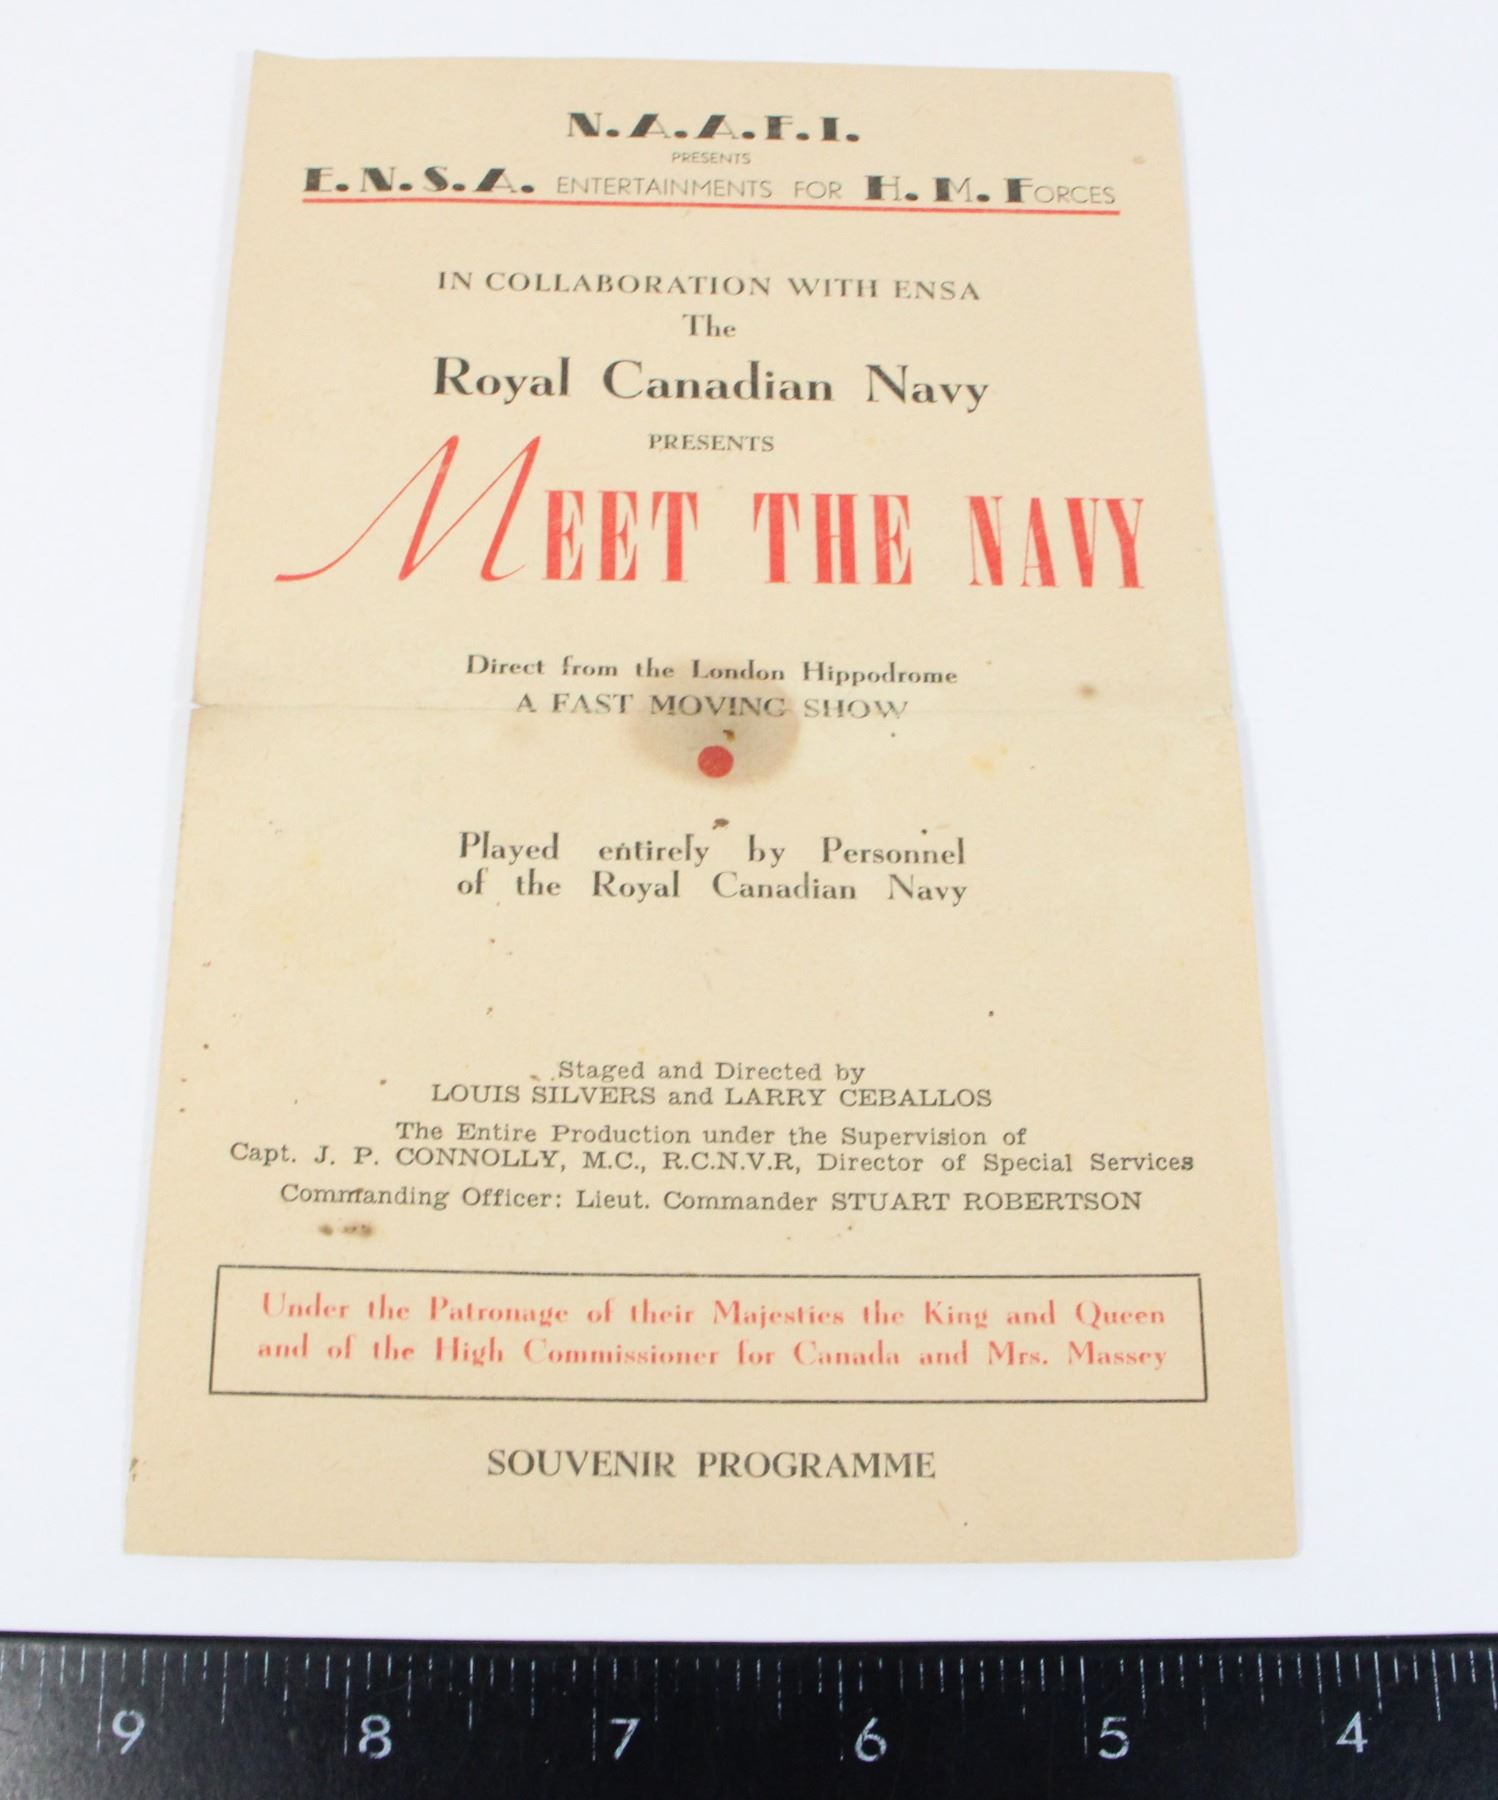 N.A.A.F.I.
PRESENTS
E.N.S.A. ENTERTAINMENTS FOR H.M. FORCES
IN COLLABORATION WITH ENSA
The
Royal Canadian Navy
PRESENTS
MEET THE NAVY
Direct from the London Hippodrome
A FAST MOVING SHOW
Played entirely by Personnel
of the Royal Canadian Navy
Staged and Directed by
LOUIS SILVERS and LARRY CEBALLOS
The Entire Production under the Supervision of
Capt. J. P. CONNOLLY, M.C., R.C.N.V.R, Director of Special Services
Commanding Officer: Lieut. Commander STUART ROBERTSON
Under the Patronage of their Majesties the King and Queen
and of the High Commissioner for Canada and Mrs. Massey
SOUVENIR PROGRAMME
9 8 7 6 5 4